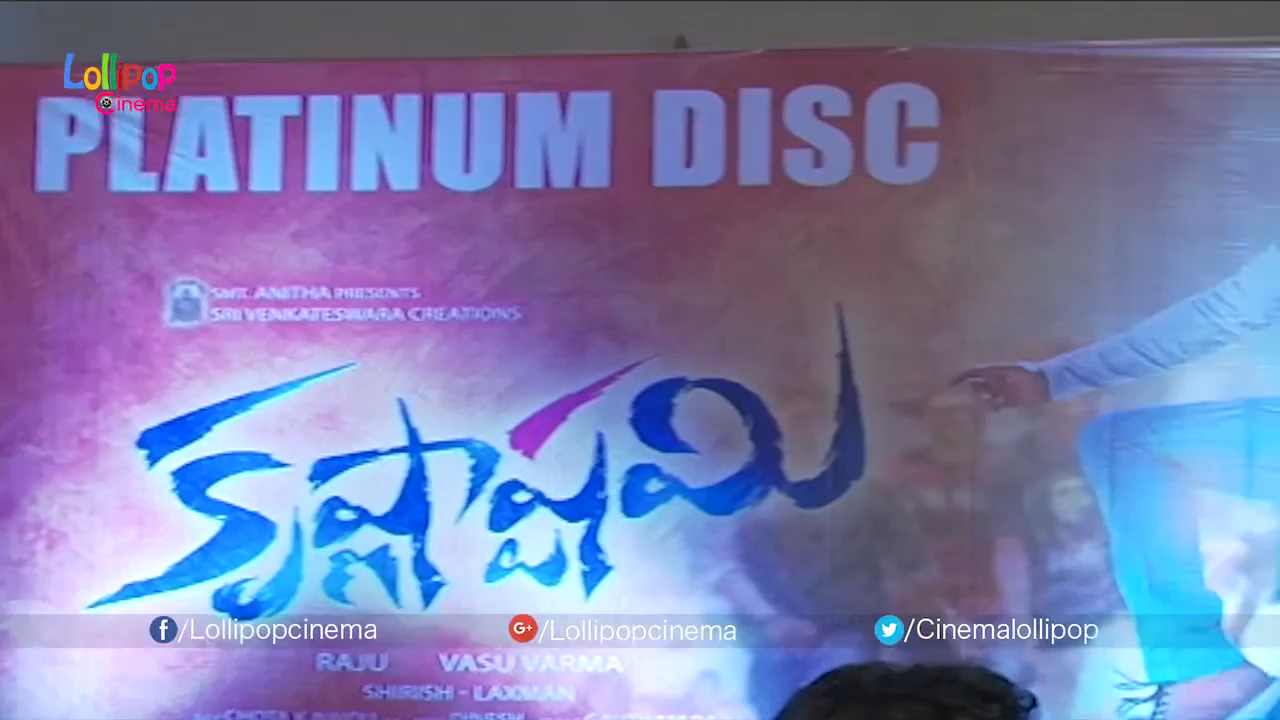 Lollipop
Cinema
PLATINUM DISC
SMT. ANITHA PRESENTS
SRI VENKATESWARA CREATIONS
కృష్ణాష్టమి
/Lollipopcinema /Lollipopcinema /Cinemalollipop
RAJU VASU VARMA
SHIRISH - LAXMAN